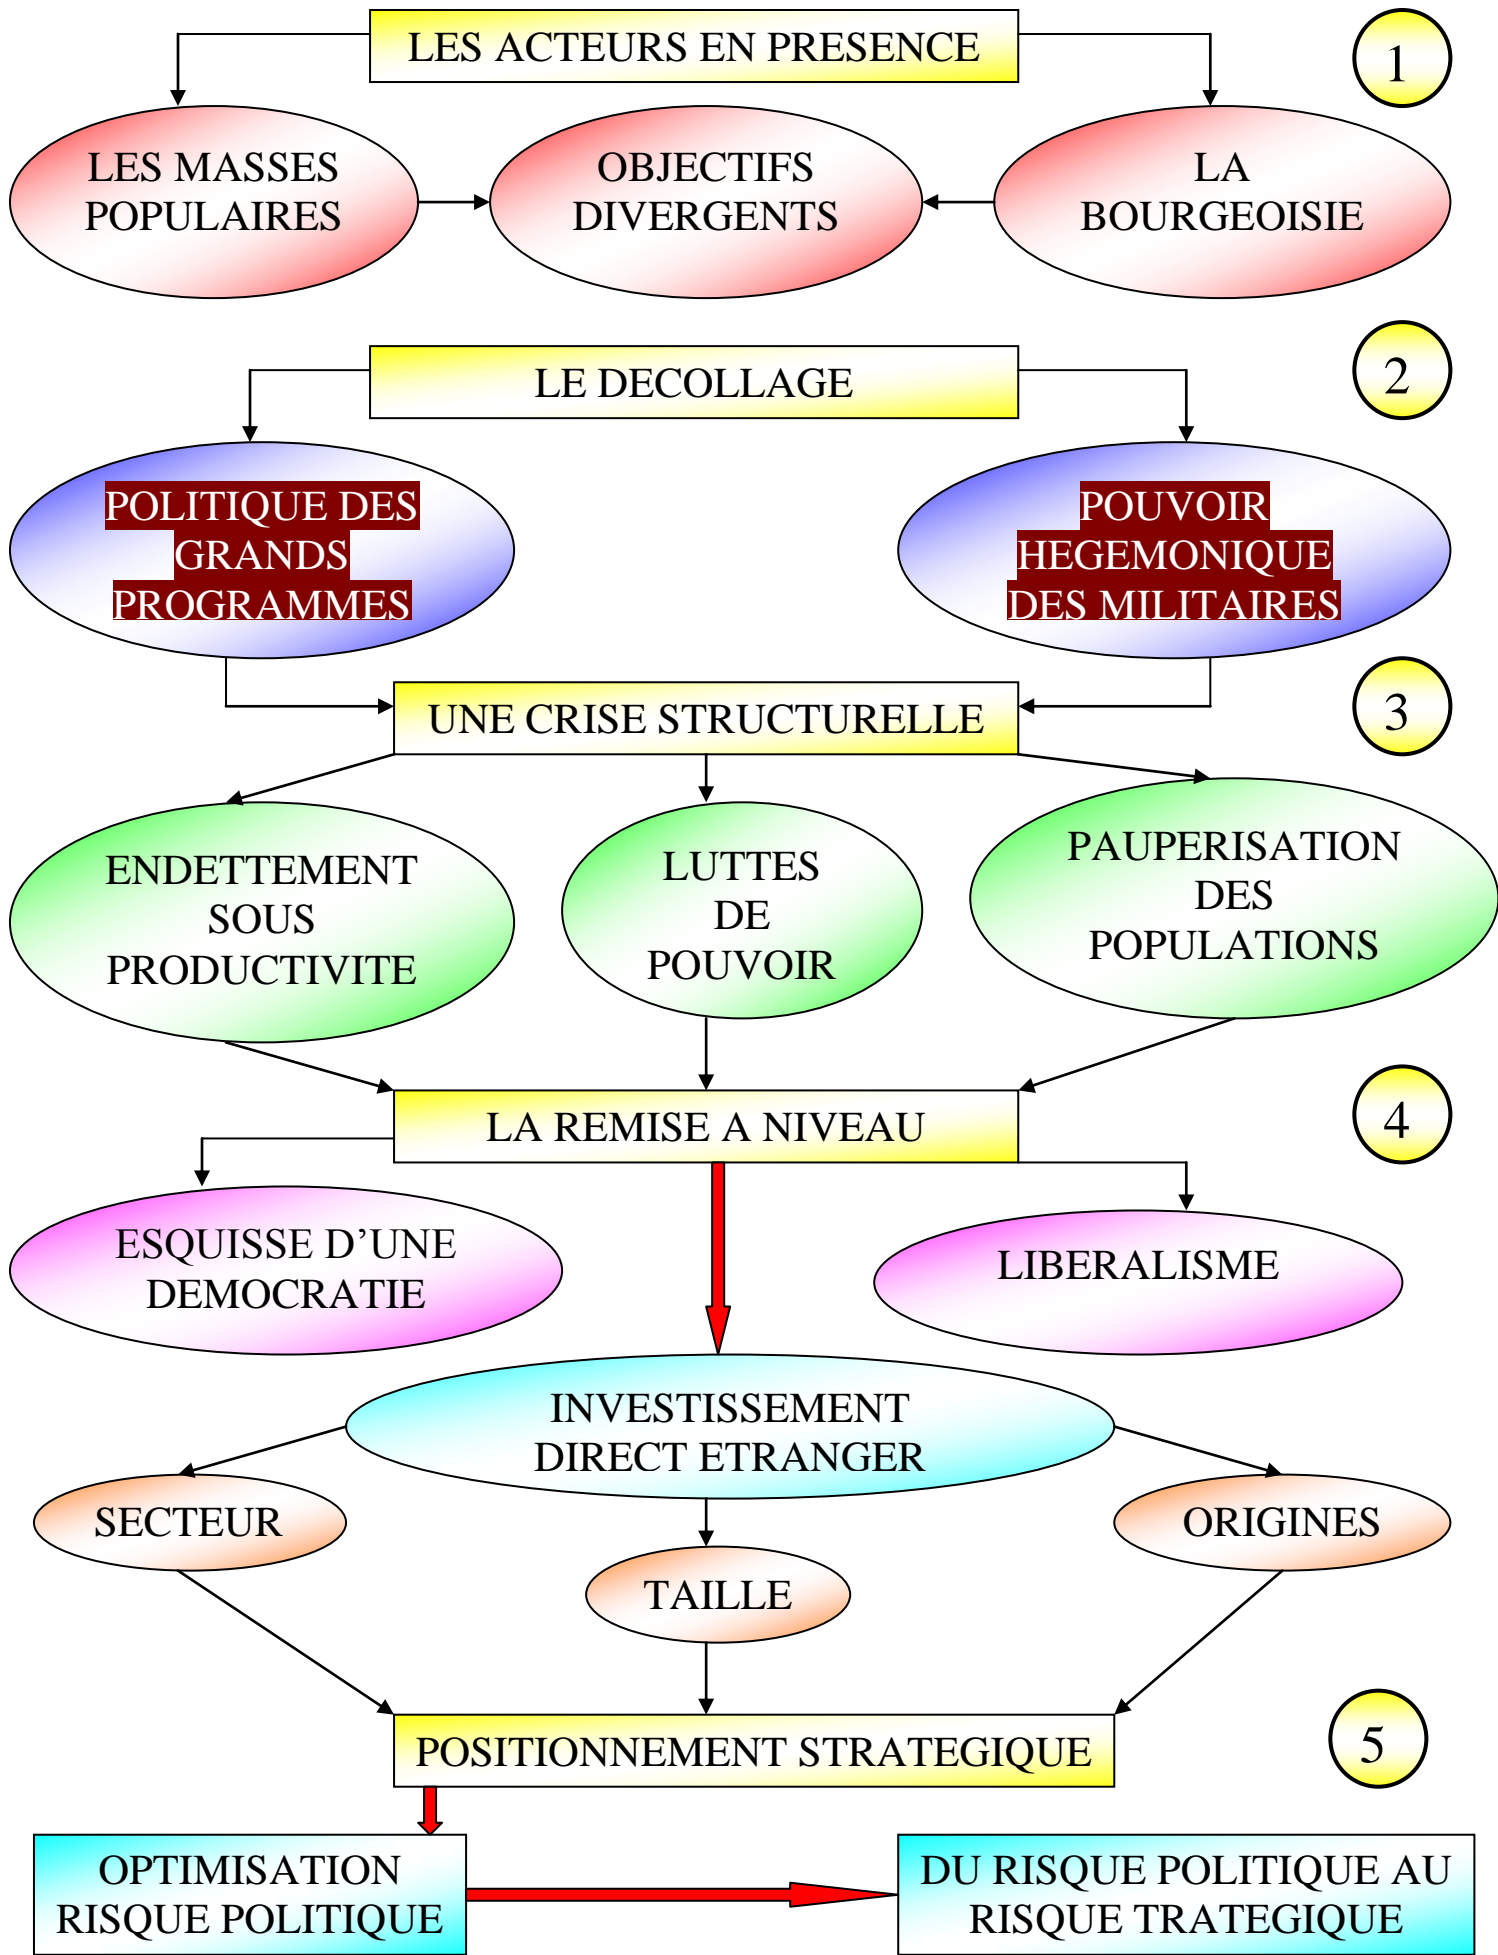 LES ACTEURS EN PRESENCE
1
LES MASSES
POPULAIRES
OBJECTIFS
DIVERGENTS
LA
BOURGEOISIE
LE DECOLLAGE
2
POLITIQUE DES
GRANDS
PROGRAMMES
POUVOIR
HEGEMONIQUE
DES MILITAIRES
UNE CRISE STRUCTURELLE
3
ENDETTEMENT
SOUS
PRODUCTIVITE
LUTTES
DE
POUVOIR
PAUPERISATION
DES
POPULATIONS
LA REMISE A NIVEAU
4
ESQUISSE D’UNE
DEMOCRATIE
LIBERALISME
INVESTISSEMENT
DIRECT ETRANGER
SECTEUR
TAILLE
ORIGINES
POSITIONNEMENT STRATEGIQUE
5
OPTIMISATION
RISQUE POLITIQUE
DU RISQUE POLITIQUE AU
RISQUE TRATEGIQUE